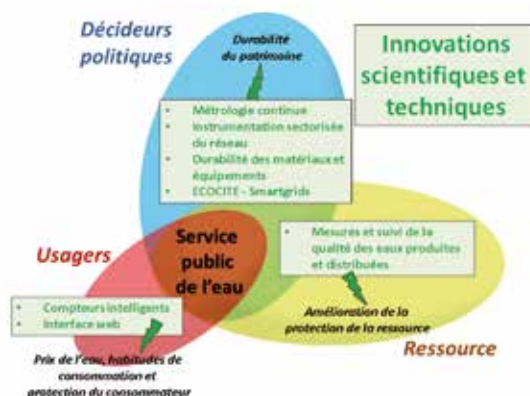 Décideurs
politiques
Durabilité
du patrimoine
Innovations
scientifiques et
techniques
• Métrologie continue
• Instrumentation sectorisée
du réseau
• Durabilité des matériaux et
équipements
• ECOCITE - Smartgrids
Usagers
Service
public
de l'eau
• Mesures et suivi de la
qualité des eaux produites
et distribuées
• Compteurs intelligents
• Interface web
Amélioration de la
protection de la ressource
Ressource
Prix de l'eau, habitudes de
consommation et
protection du consommateur